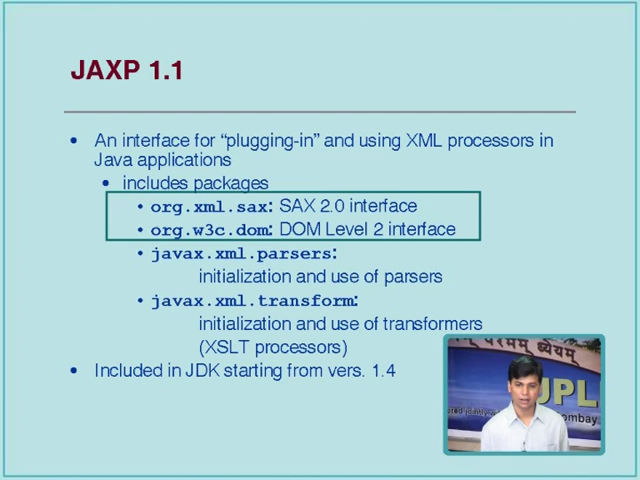 JAXP 1.1
• An interface for “plugging-in” and using XML processors in
Java applications
• includes packages
• org.xml.sax: SAX 2.0 interface
• org.w3c.dom: DOM Level 2 interface
• javax.xml.parsers:
initialization and use of parsers
• javax.xml.transform:
initialization and use of transformers
(XSLT processors)
• Included in JDK starting from vers. 1.4
परमम् ध्येयम्
UPL
ombay